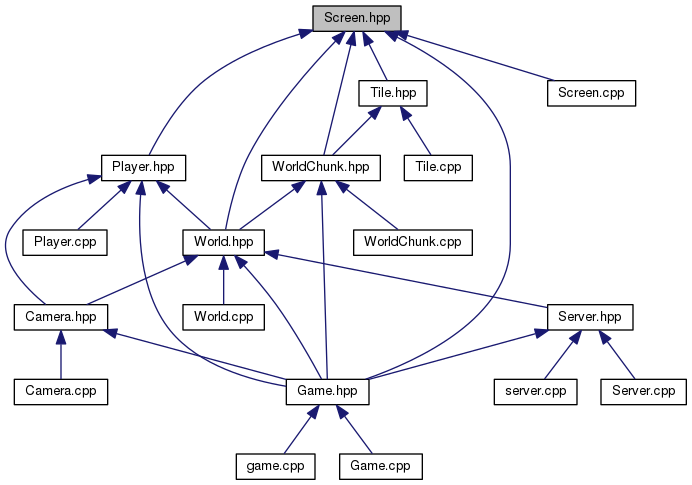 Screen.hpp
Tile.hpp
Screen.cpp
Player.hpp
WorldChunk.hpp
Tile.cpp
Player.cpp
World.hpp
WorldChunk.cpp
Camera.hpp
World.cpp
Server.hpp
Camera.cpp
Game.hpp
server.cpp
Server.cpp
game.cpp
Game.cpp